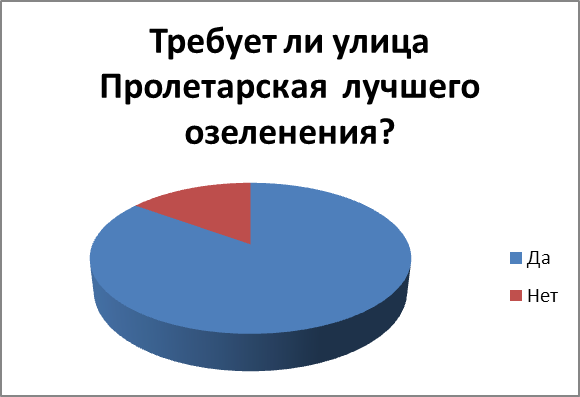 Требует ли улица
Пролетарская лучшего
озеленения?
Да
Нет